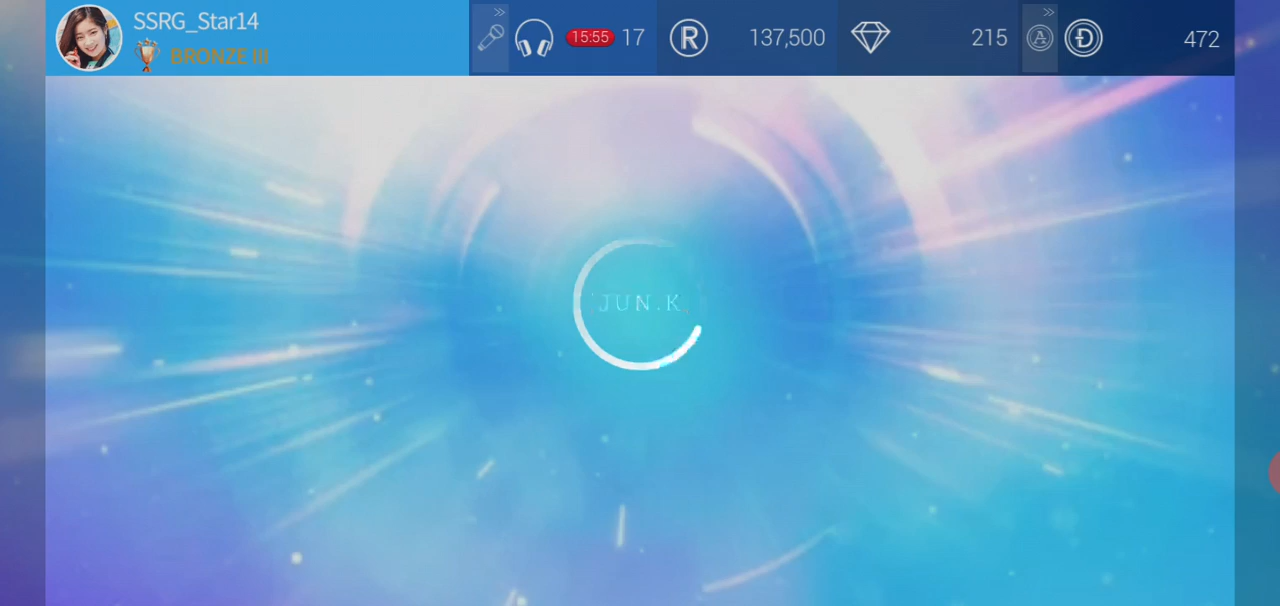 SSRG_Star14
BRONZE III
15:55 17
R 137,500
215
472
JUN.K